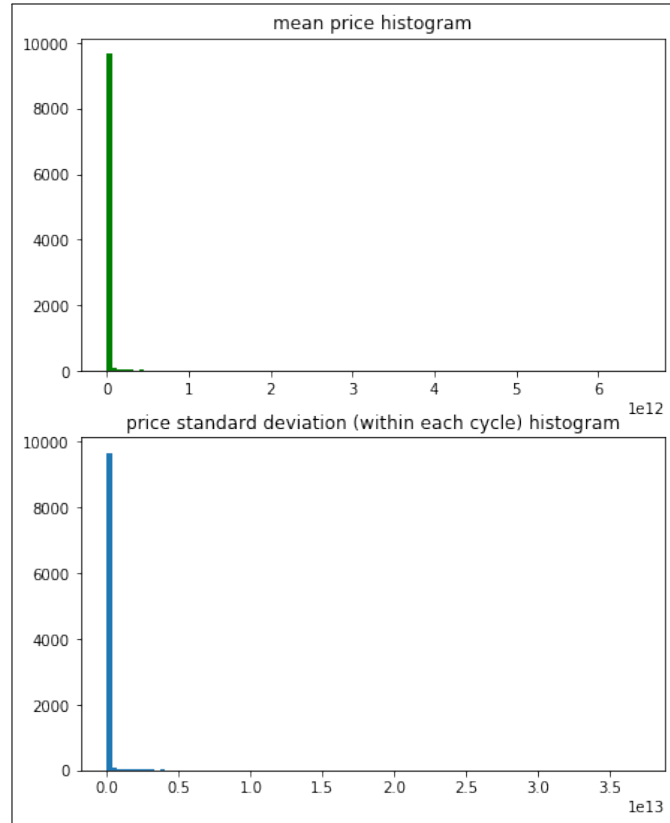 mean price histogram
10000
8000
6000
4000
2000
0
0 1 2 3 4 5 6
1e12
price standard deviation (within each cycle) histogram
10000
8000
6000
4000
2000
0
0.0 0.5 1.0 1.5 2.0 2.5 3.0 3.5
1e13